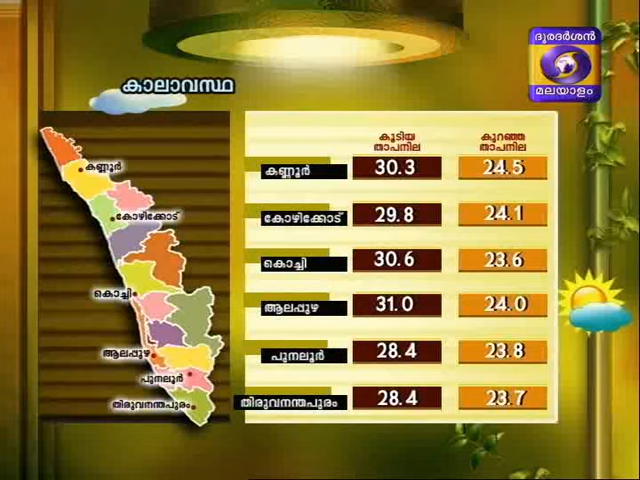 ദൂരദർശൻ
മലയാളം
കാലാവസ്ഥ
കൂടിയ താപനില
കുറഞ്ഞ താപനില
കണ്ണൂർ 30.3 24.5
കോഴിക്കോട് 29.8 24.1
കൊച്ചി 30.6 23.6
ആലപ്പുഴ 31.0 24.0
പുനലൂർ 28.4 23.8
തിരുവനന്തപുരം 28.4 23.7
കണ്ണൂർ
കോഴിക്കോട്
കൊച്ചി
ആലപ്പുഴ
പുനലൂർ
തിരുവനന്തപുരം